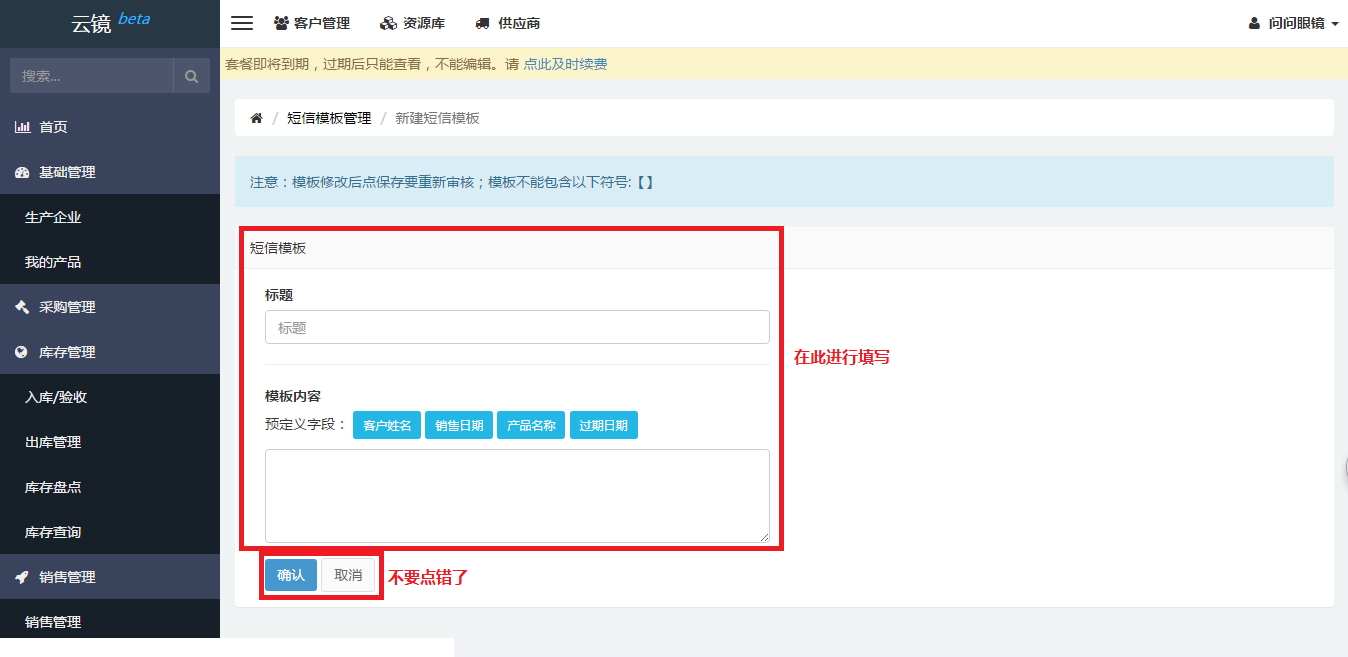 云镜 beta
客户管理 资源库 供应商 问问眼镜
套餐即将到期，过期后只能查看，不能编辑。请 点此及时续费
搜索...
首页
基础管理
生产企业
我的产品
采购管理
库存管理
入库/验收
出库管理
库存盘点
库存查询
销售管理
销售管理
/ 短信模板管理 / 新建短信模板
注意：模板修改后点保存要重新审核；模板不能包含以下符号:【】
短信模板
标题
标题
在此进行填写
模板内容
预定义字段： 客户姓名 销售日期 产品名称 过期日期
确认 取消 不要点错了